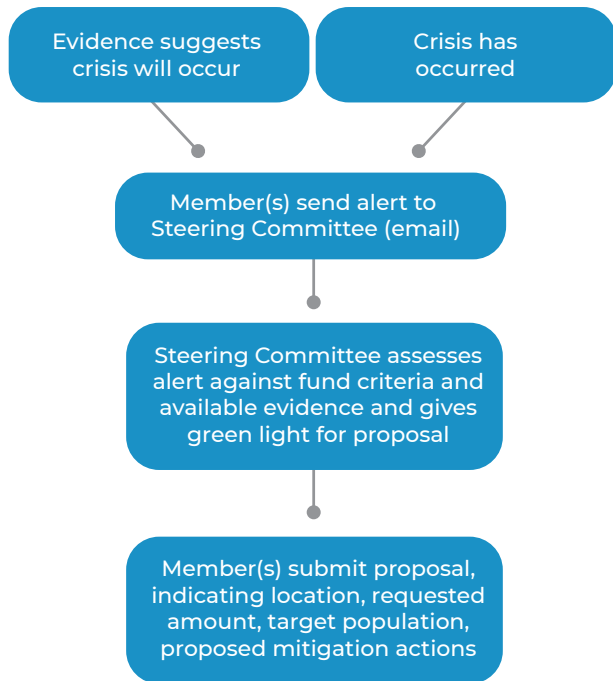 Evidence suggests
crisis will occur
Crisis has
occurred
Member(s) send alert to
Steering Committee (email)
Steering Committee assesses
alert against fund criteria and
available evidence and gives
green light for proposal
Member(s) submit proposal,
indicating location, requested
amount, target population,
proposed mitigation actions